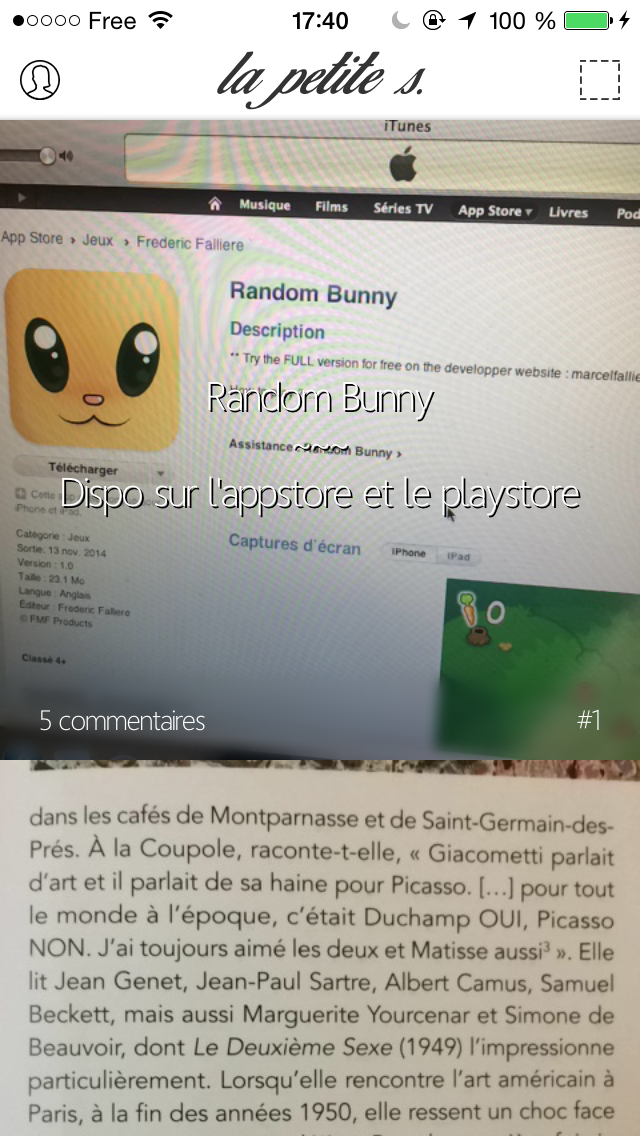 Free 17:40 100 %
la petite s.
iTunes
Musique Films Séries TV App Store Livres Pod
App Store › Jeux › Frederic Falliere
Random Bunny
Description
** Try the FULL version for free on the developper website : marcelfallie
Random Bunny
Assistance Random Bunny ›
~~~~
Télécharger
Dispo sur l'appstore et le playstore
iPhone et iPad.
Catégorie : Jeux
Sortie: 13 nov. 2014
Version : 1.0
Taille : 23.1 Mo
Langue : Anglais
Editeur : Frederic Falliere
© FMF Products
Classé 4+
Captures d'écran iPhone iPad
0
5 commentaires #1
dans les cafés de Montparnasse et de Saint-Germain-des-
Prés. À la Coupole, raconte-t-elle, « Giacometti parlait
d'art et il parlait de sa haine pour Picasso. [...] pour tout
le monde à l'époque, c'était Duchamp OUI, Picasso
NON. J'ai toujours aimé les deux et Matisse aussi³ ». Elle
lit Jean Genet, Jean-Paul Sartre, Albert Camus, Samuel
Beckett, mais aussi Marguerite Yourcenar et Simone de
Beauvoir, dont Le Deuxième Sexe (1949) l'impressionne
particulièrement. Lorsqu'elle rencontre l'art américain à
Paris, à la fin des années 1950, elle ressent un choc face